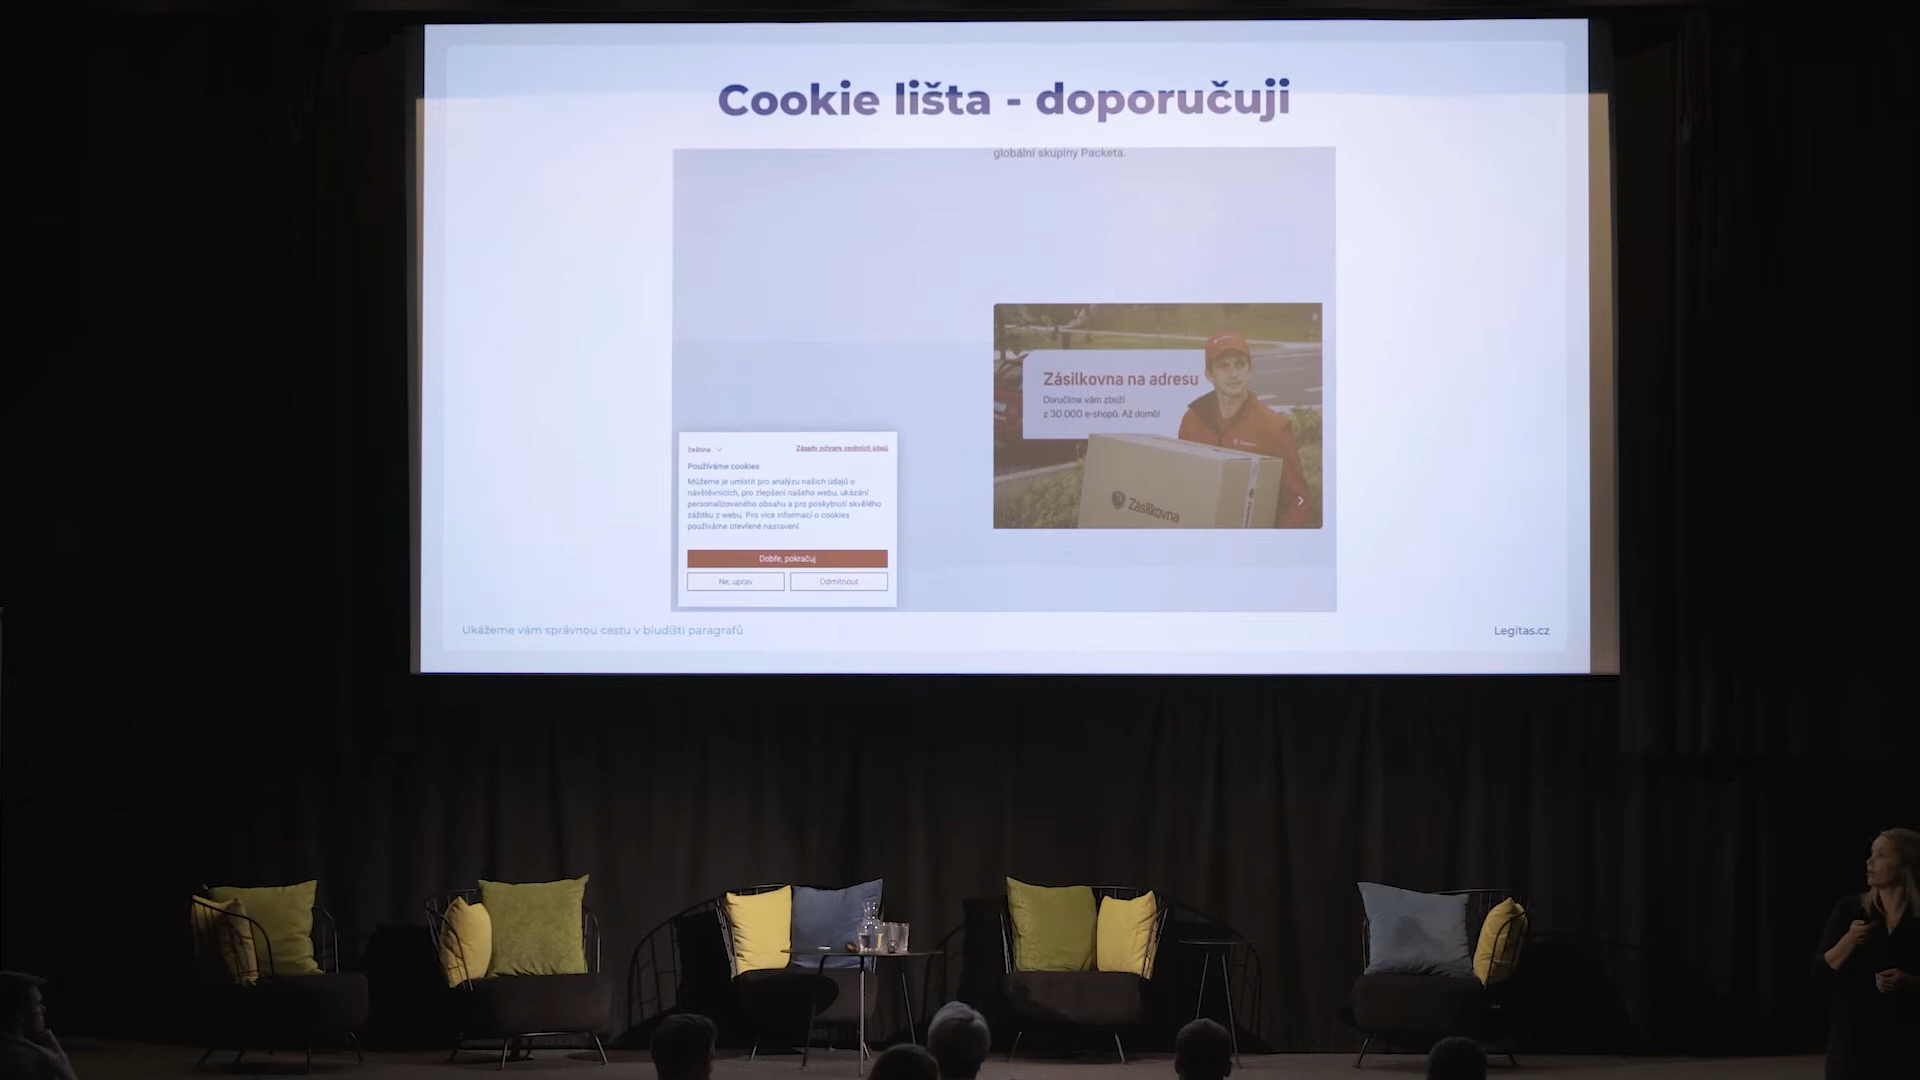 Cookie lišta - doporučuji
globální skupiny Packeta.
Zásilkovna na adresu
Doručíme vám zboží
z 30 000 e-shopů. Až domů!
Zásilkovna
čeština
Zásady ochrany osobních údajů
Používáme cookies
Můžeme je umístit pro analýzu našich údajů o
návštěvnících, pro zlepšení našeho webu, ukázání
personalizovaného obsahu a pro poskytnutí skvělého
zážitku z webu. Pro více informací o cookies
používáme otevřené nastavení.
Dobře, pokračuj
Ne, uprav
Odmítnout
Ukážeme vám správnou cestu v bludišti paragrafů
Legitas.cz